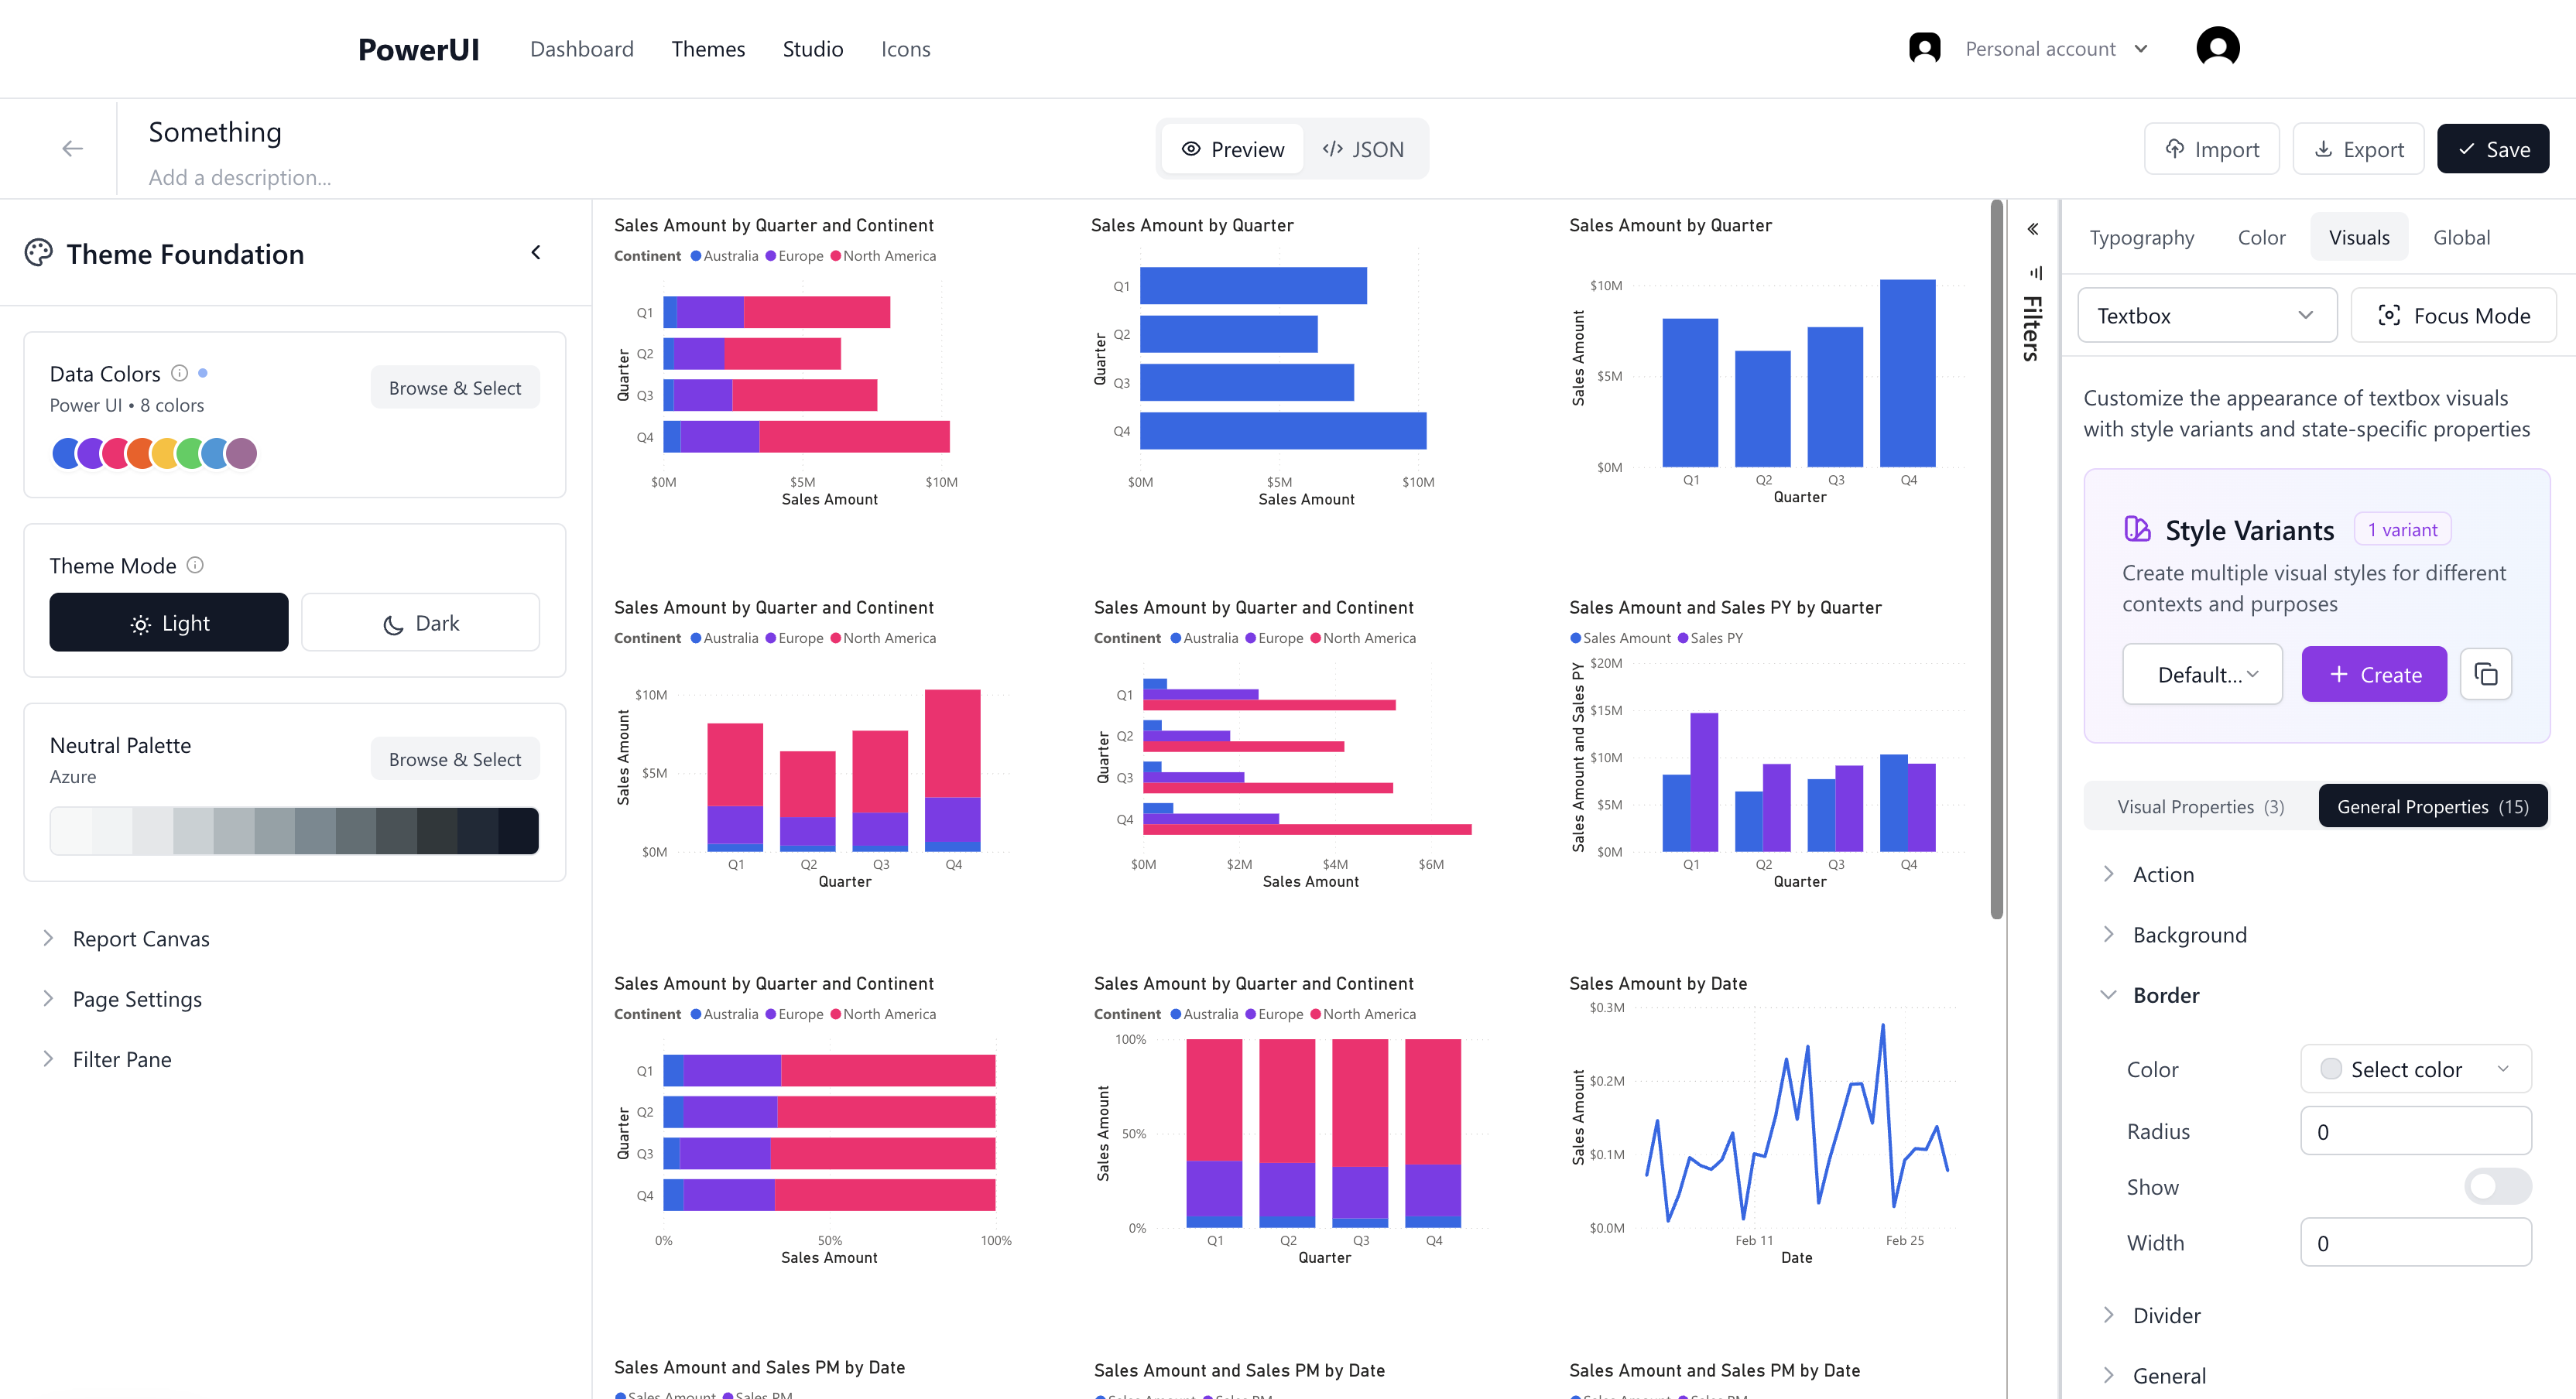 PowerUI Dashboard Themes Studio Icons Personal account
Something
Add a description...
Preview JSON
Import Export Save
Theme Foundation
Data Colors
Power UI • 8 colors
Browse & Select
Theme Mode
Light Dark
Neutral Palette
Azure
Browse & Select
Report Canvas
Page Settings
Filter Pane
Sales Amount by Quarter and Continent
Continent Australia Europe North America
Quarter
Q1
Q2
Q3
Q4
$0M $5M $10M
Sales Amount
Sales Amount by Quarter
Quarter
Q1
Q2
Q3
Q4
$0M $5M $10M
Sales Amount
Sales Amount by Quarter
Sales Amount
$10M
$5M
$0M
Q1 Q2 Q3 Q4
Quarter
Sales Amount by Quarter and Continent
Continent Australia Europe North America
Sales Amount
$10M
$5M
$0M
Q1 Q2 Q3 Q4
Quarter
Sales Amount by Quarter and Continent
Continent Australia Europe North America
Quarter
Q1
Q2
Q3
Q4
$0M $2M $4M $6M
Sales Amount
Sales Amount and Sales PY by Quarter
Sales Amount Sales PY
Sales Amount and Sales PY
$20M
$15M
$10M
$5M
$0M
Q1 Q2 Q3 Q4
Quarter
Sales Amount by Quarter and Continent
Continent Australia Europe North America
Quarter
Q1
Q2
Q3
Q4
0% 50% 100%
Sales Amount
Sales Amount by Quarter and Continent
Continent Australia Europe North America
Sales Amount
100%
50%
0%
Q1 Q2 Q3 Q4
Quarter
Sales Amount by Date
Sales Amount
$0.3M
$0.2M
$0.1M
$0.0M
Feb 11 Feb 25
Date
Sales Amount and Sales PM by Date
Sales Amount Sales PM
Sales Amount and Sales PM by Date
Sales Amount Sales PM
Sales Amount and Sales PM by Date
Sales Amount Sales PM
Filters
Typography Color Visuals Global
Textbox
Focus Mode
Customize the appearance of textbox visuals
with style variants and state-specific properties
Style Variants 1 variant
Create multiple visual styles for different
contexts and purposes
Default... Create
Visual Properties (3) General Properties (15)
Action
Background
Border
Color Select color
Radius 0
Show
Width 0
Divider
General